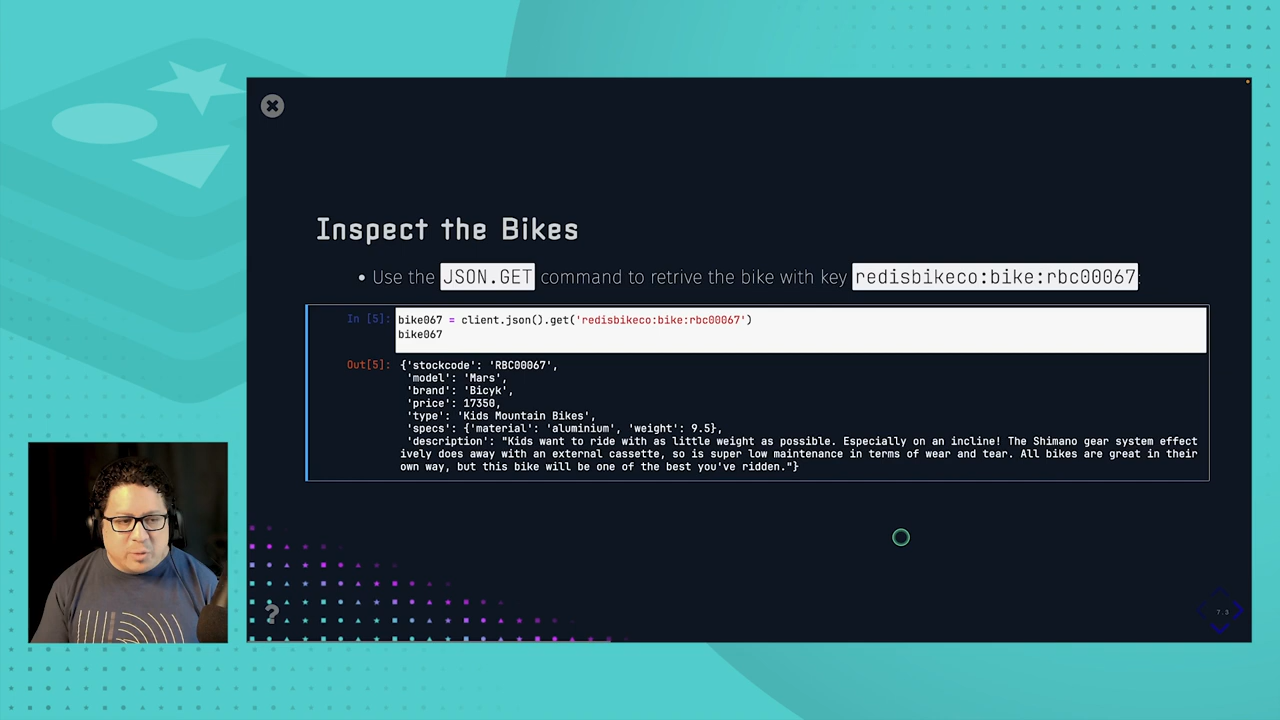 Inspect the Bikes
• Use the JSON.GET command to retrive the bike with key redisbikeco:bike:rbc00067:
In [5]: bike067 = client.json().get('redisbikeco:bike:rbc00067')
bike067
Out[5]: {'stockcode': 'RBC00067',
'model': 'Mars',
'brand': 'Bicyk',
'price': 17350,
'type': 'Kids Mountain Bikes',
'specs': {'material': 'aluminium', 'weight': 9.5},
'description': "Kids want to ride with as little weight as possible. Especially on an incline! The Shimano gear system effect
ively does away with an external cassette, so is super low maintenance in terms of wear and tear. All bikes are great in their
own way, but this bike will be one of the best you've ridden."}
?
7.3